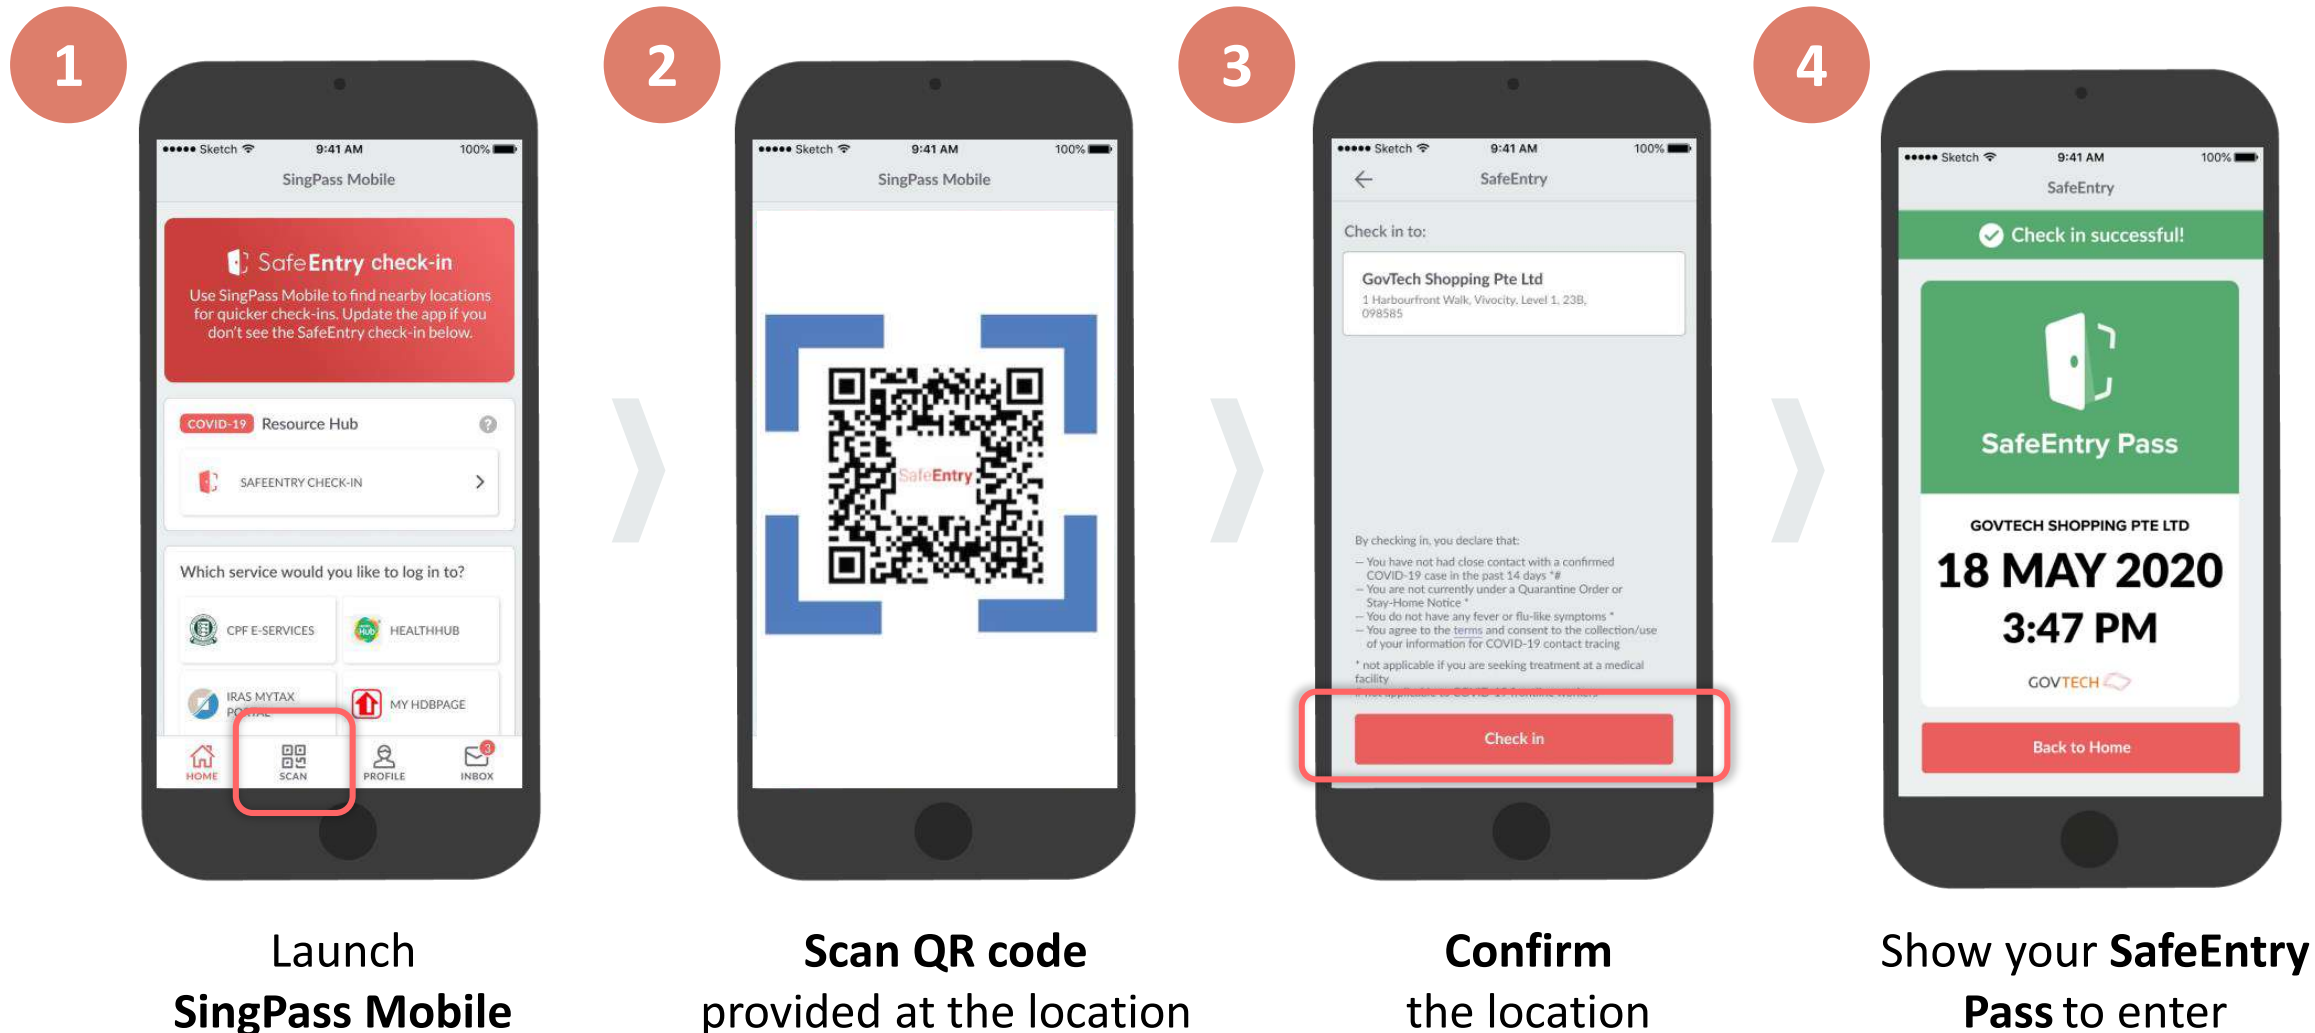 1
●●●●● Sketch 9:41 AM 100%
SingPass Mobile
SafeEntry check-in
Use SingPass Mobile to find nearby locations
for quicker check-ins. Update the app if you
don't see the SafeEntry check-in below.
COVID-19 Resource Hub ?
SAFEENTRY CHECK-IN
Which service would you like to log in to?
CPF E-SERVICES
HEALTHHUB
IRAS MYTAX
PORTAL
MY HDBPAGE
HOME
SCAN
PROFILE
3
INBOX
Launch
SingPass Mobile
2
●●●●● Sketch 9:41 AM 100%
SingPass Mobile
SafeEntry
Scan QR code
provided at the location
3
●●●●● Sketch 9:41 AM 100%
SafeEntry
Check in to:
GovTech Shopping Pte Ltd
1 Harbourfront Walk, Vivocity, Level 1, 23B,
098585
By checking in, you declare that:
– You have not had close contact with a confirmed
COVID-19 case in the past 14 days *#
– You are not currently under a Quarantine Order or
Stay-Home Notice *
– You do not have any fever or flu-like symptoms *
– You agree to the terms and consent to the collection/use
of your information for COVID-19 contact tracing
* not applicable if you are seeking treatment at a medical
facility
# not applicable to COVID-19 frontline workers
Check in
Confirm
the location
4
●●●●● Sketch 9:41 AM 100%
SafeEntry
Check in successful!
SafeEntry Pass
GOVTECH SHOPPING PTE LTD
18 MAY 2020
3:47 PM
GOVTECH
Back to Home
Show your SafeEntry
Pass to enter